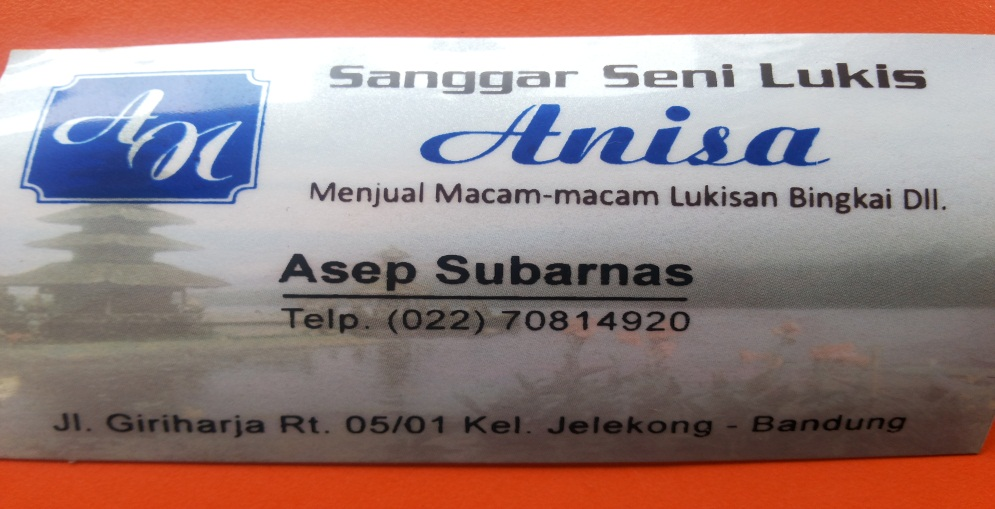 AN
Sanggar Seni Lukis
Anisa
Menjual Macam-macam Lukisan Bingkai Dll.
Asep Subarnas
Telp. (022) 70814920
Jl. Giriharja Rt. 05/01 Kel. Jelekong - Bandung